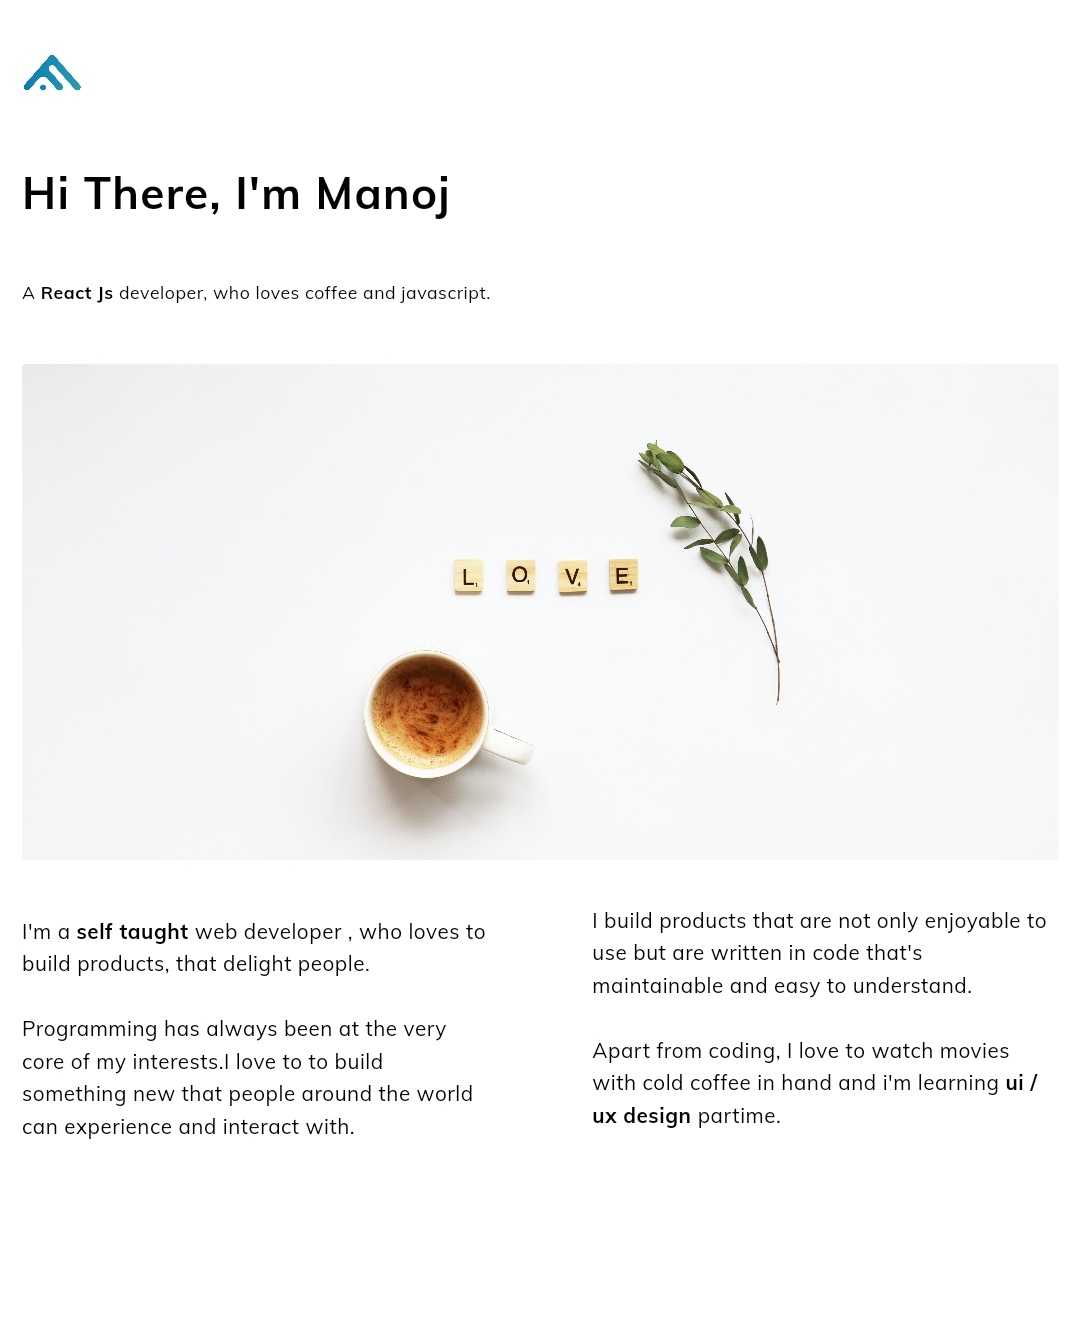 Hi There, I'm Manoj
A React Js developer, who loves coffee and javascript.
L O V E
I'm a self taught web developer , who loves to
build products, that delight people.
Programming has always been at the very
core of my interests.I love to to build
something new that people around the world
can experience and interact with.
I build products that are not only enjoyable to
use but are written in code that's
maintainable and easy to understand.
Apart from coding, I love to watch movies
with cold coffee in hand and i'm learning ui /
ux design partime.